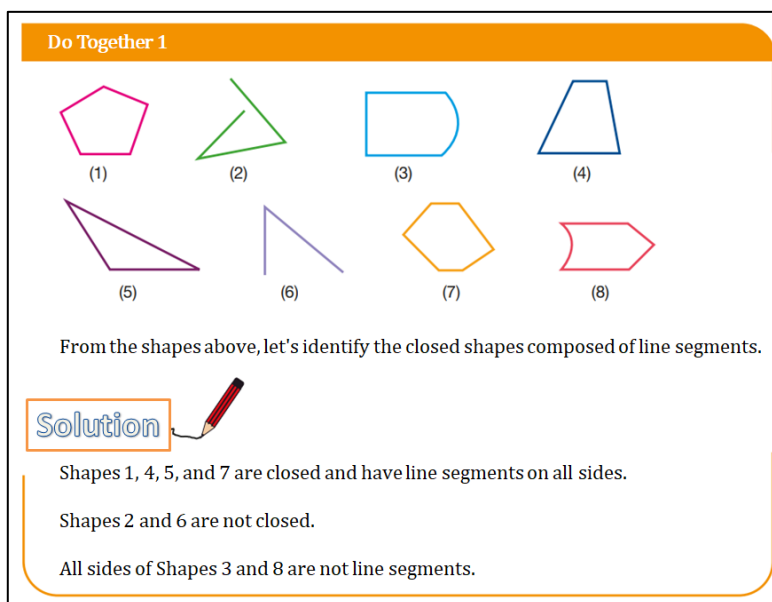 Do Together 1
(1) (2) (3) (4)
(5) (6) (7) (8)
From the shapes above, let's identify the closed shapes composed of line segments.
Solution
Shapes 1, 4, 5, and 7 are closed and have line segments on all sides.
Shapes 2 and 6 are not closed.
All sides of Shapes 3 and 8 are not line segments.